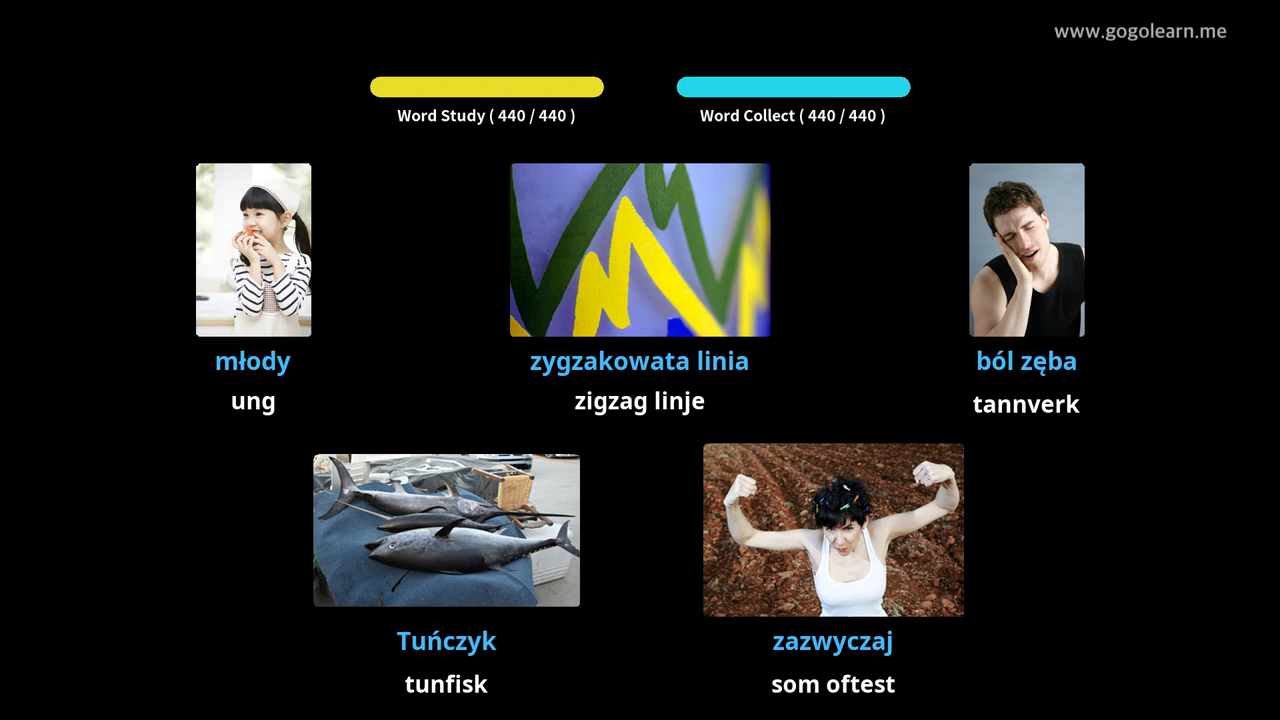 www.gogolearn.me
Word Study ( 440 / 440 )
Word Collect ( 440 / 440 )
młody
zygzakowata linia
ból zęba
ung
zigzag linje
tannverk
Tuńczyk
zazwyczaj
tunfisk
som oftest